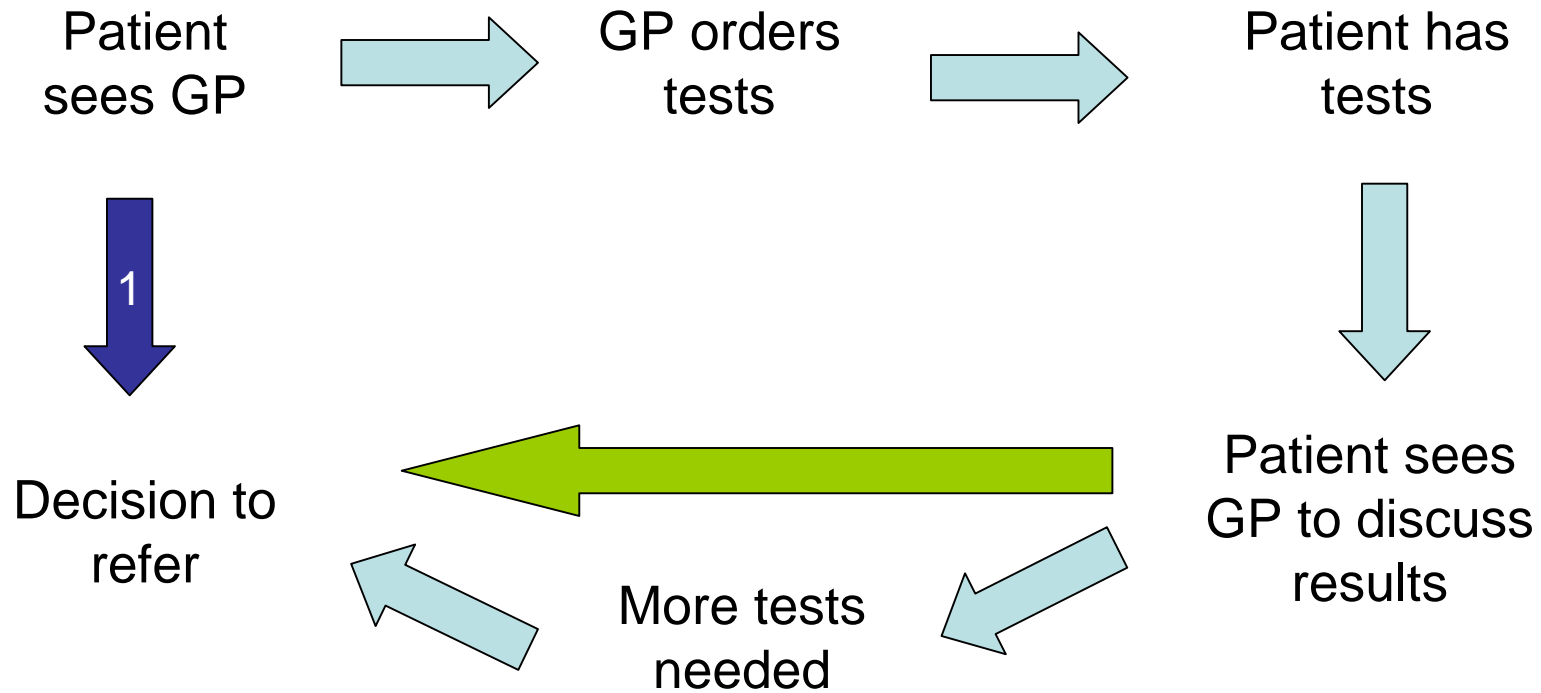 Patient
sees GP
GP orders
tests
Patient has
tests
1
Decision to
refer
Patient sees
GP to discuss
results
More tests
needed